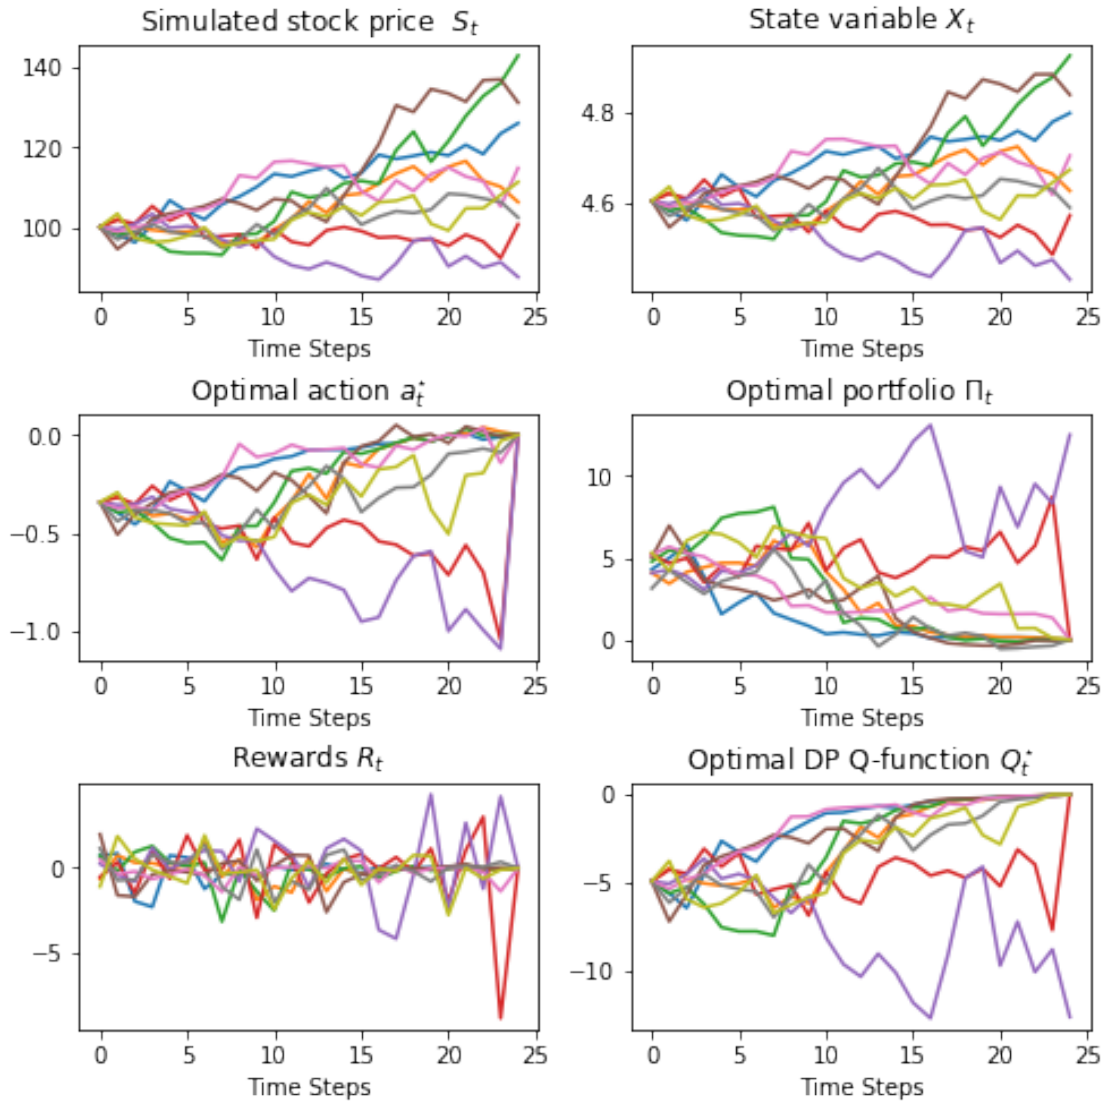 Simulated stock price S_t
140
120
100
0 5 10 15 20 25
Time Steps
State variable X_t
4.8
4.6
0 5 10 15 20 25
Time Steps
Optimal action a_t^⋆
0.0
−0.5
−1.0
0 5 10 15 20 25
Time Steps
Optimal portfolio Π_t
10
5
0
0 5 10 15 20 25
Time Steps
Rewards R_t
0
−5
0 5 10 15 20 25
Time Steps
Optimal DP Q-function Q_t^⋆
0
−5
−10
0 5 10 15 20 25
Time Steps